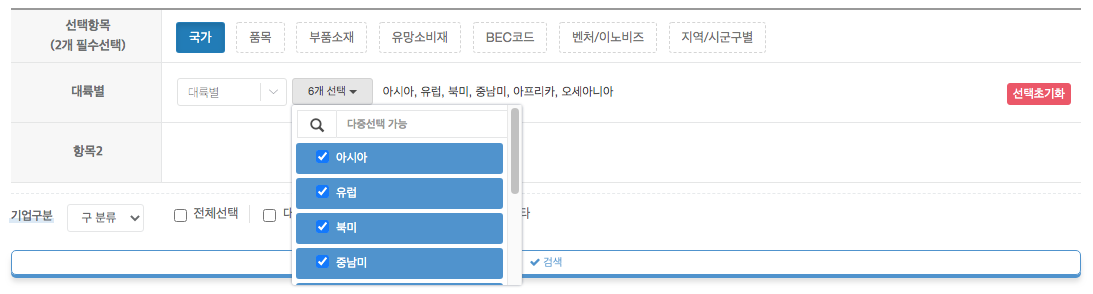 선택항목
(2개 필수선택)
국가 품목 부품소재 유망소비재 BEC코드 벤처/이노비즈 지역/시군구별
대륙별 대륙별 6개 선택 아시아, 유럽, 북미, 중남미, 아프리카, 오세아니아 선택초기화
다중선택 가능
아시아
항목2
유럽
기업구분 구 분류 전체선택 대 타
북미
중남미
검색